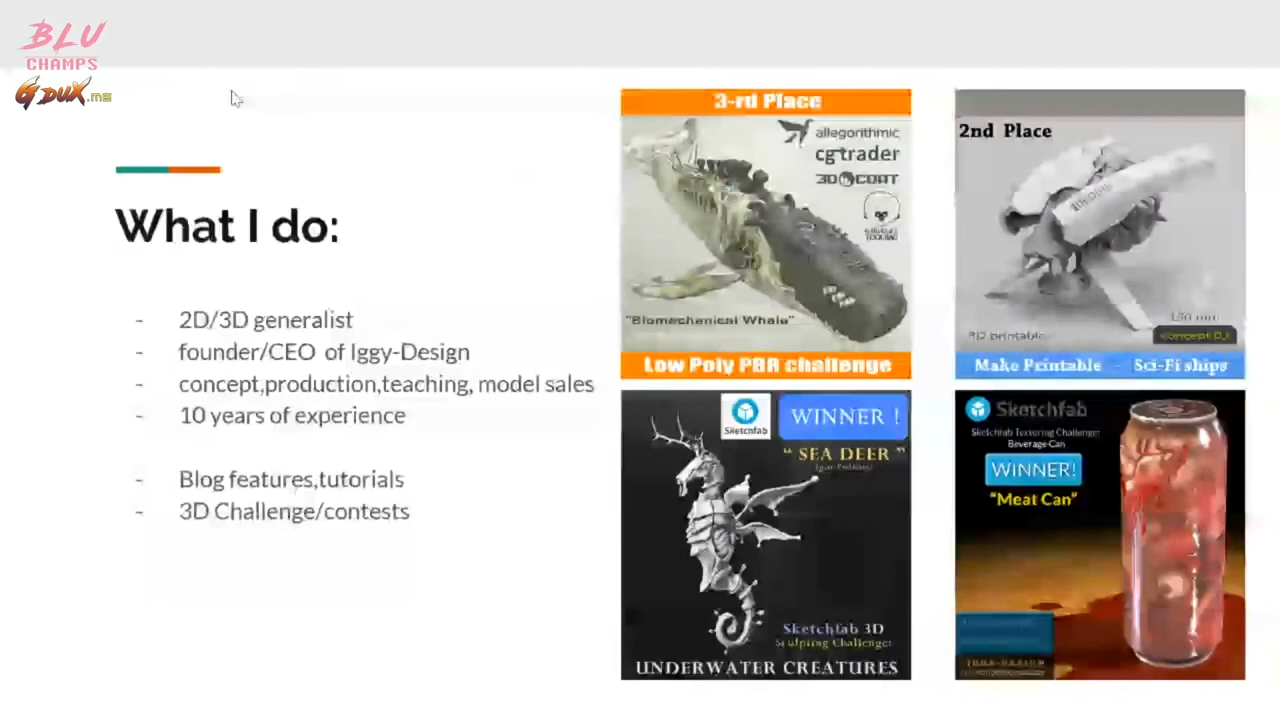 BLU
CHAMPS
G DUX.me
What I do:
- 2D/3D generalist
- founder/CEO of Iggy-Design
- concept,production,teaching, model sales
- 10 years of experience
- Blog features,tutorials
- 3D Challenge/contests
3-rd Place
allegorithmic
cgtrader
3D COAT
"Biomechanical Whale"
Low Poly PBR challenge
2nd Place
150 mm
3D printable
Make Printable - Sci-Fi ships
Sketchfab
WINNER !
" SEA DEER "
Sketchfab 3D
Sculpting Challenge:
UNDERWATER CREATURES
Sketchfab
Sketchfab Texturing Challenge:
Beverage Can
WINNER!
"Meat Can"